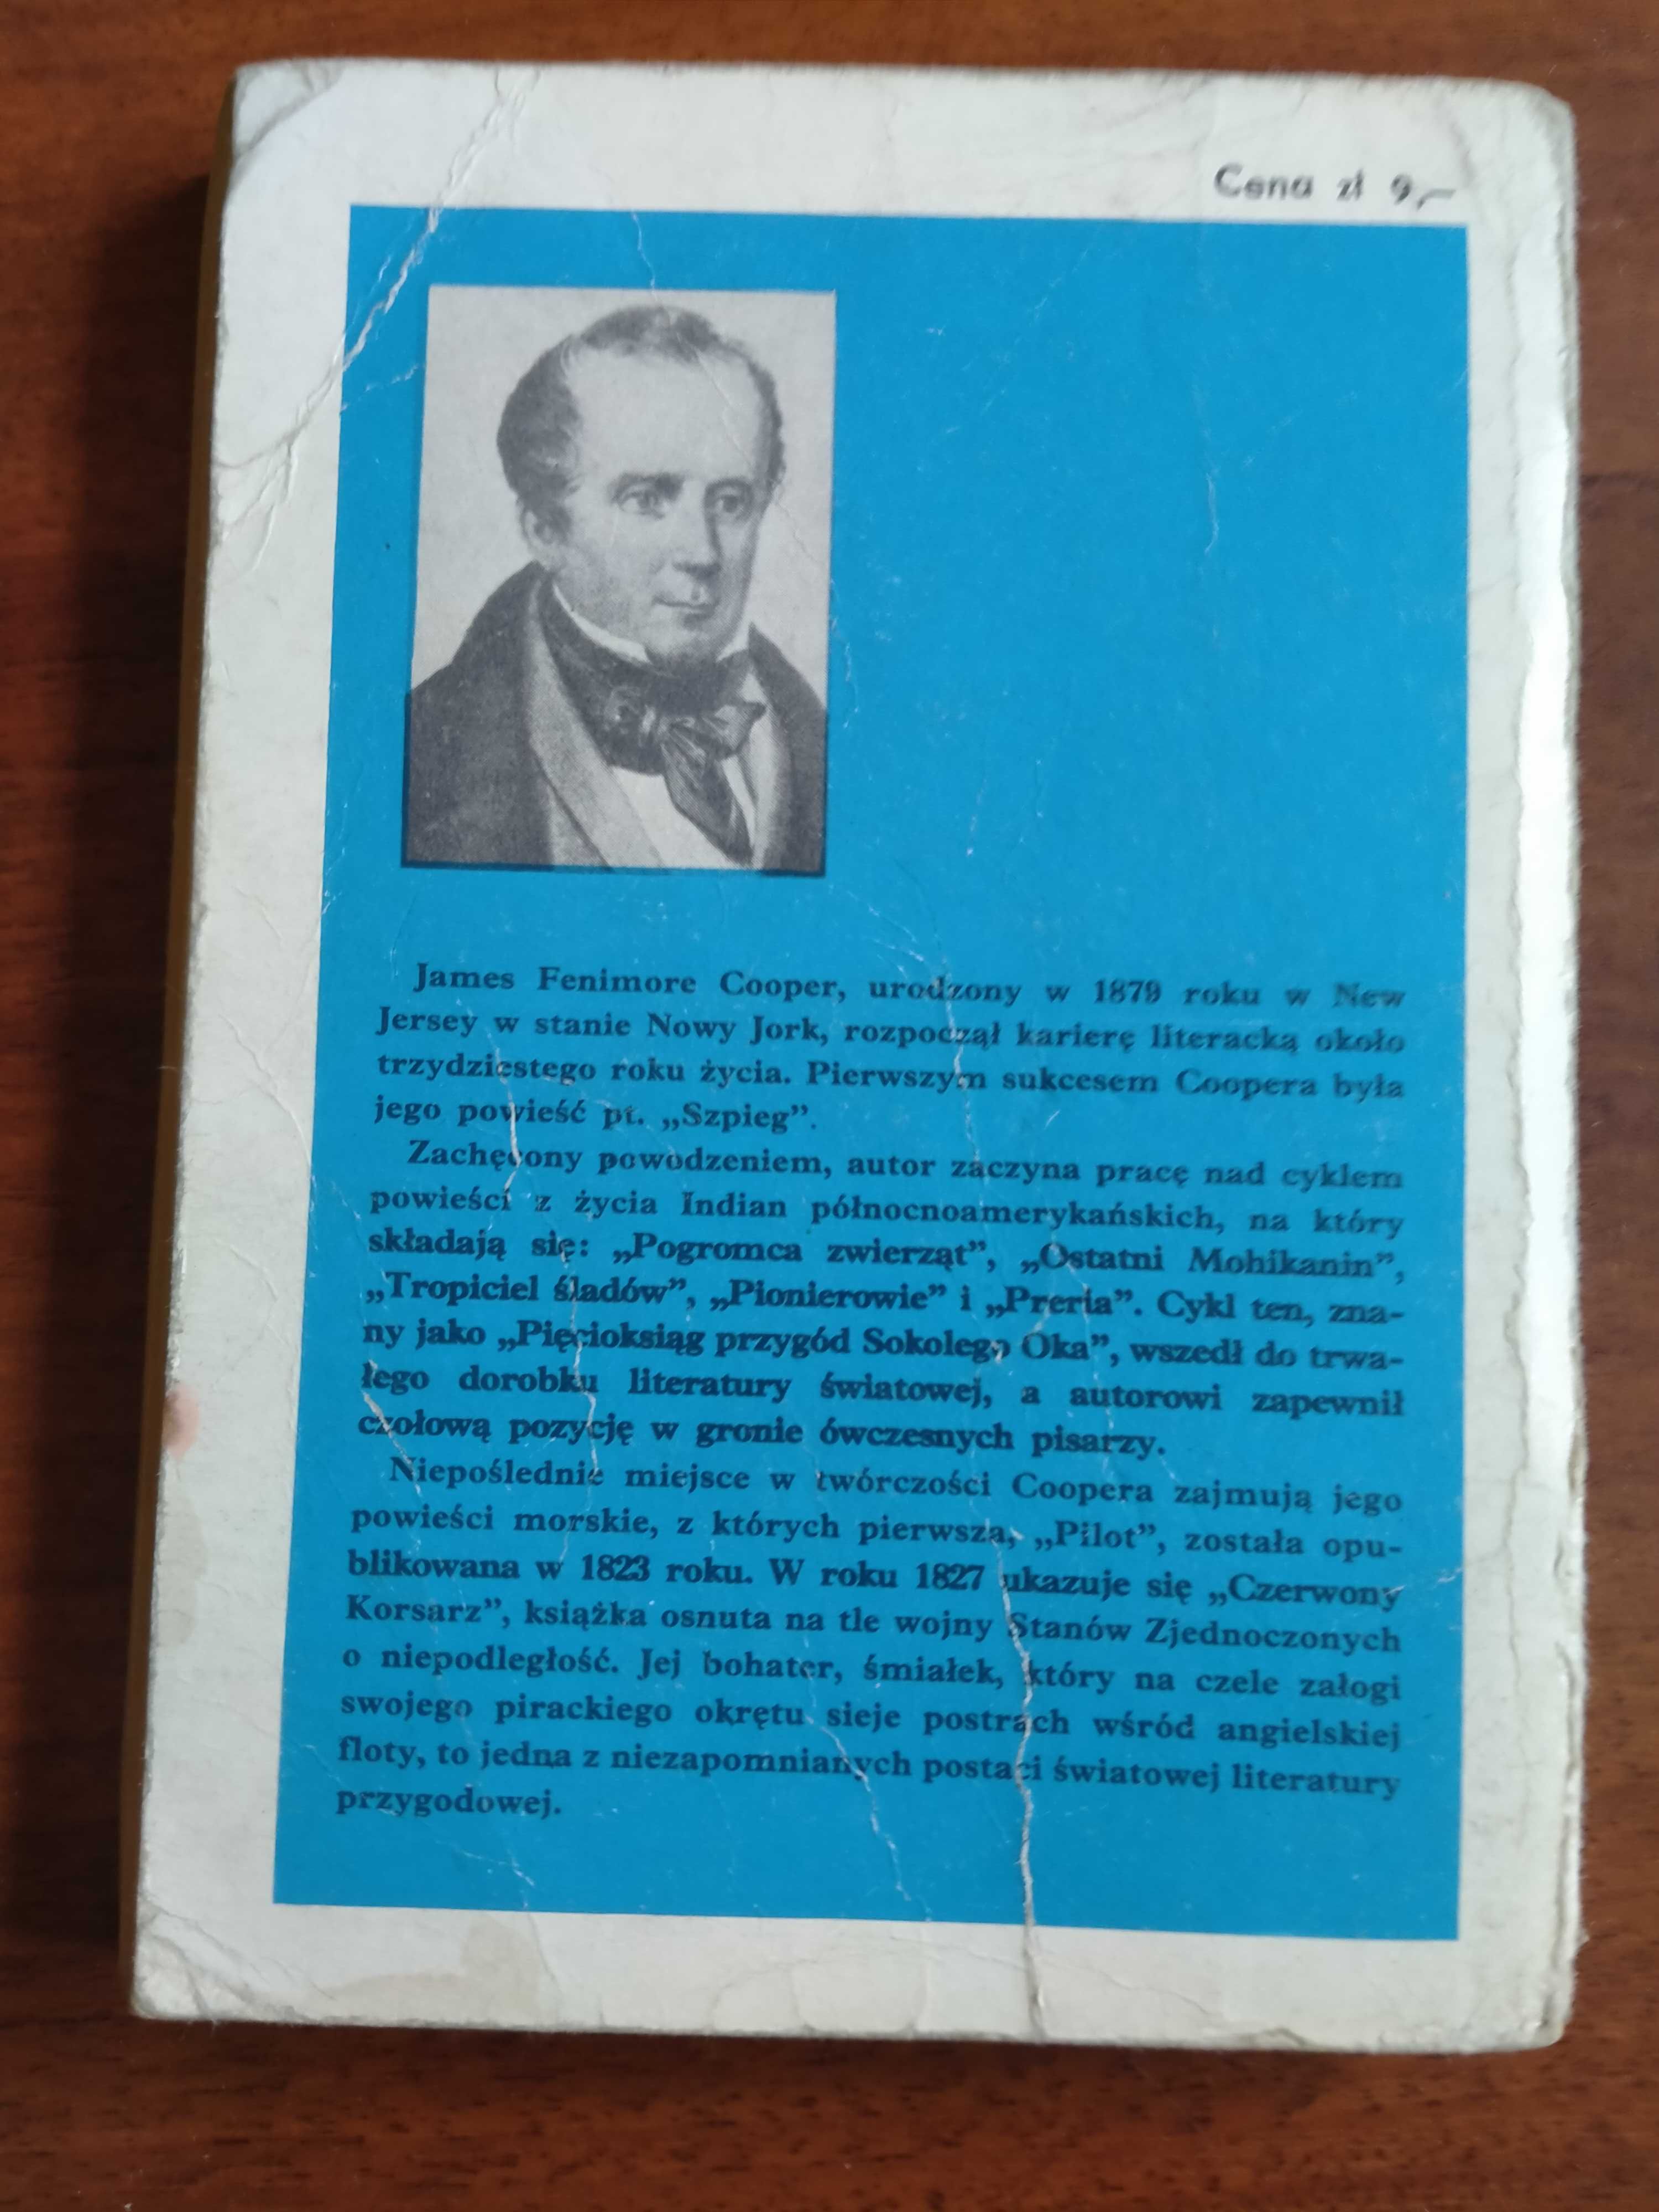 Cena zł 9,—
James Fenimore Cooper, urodzony w 1879 roku w New
Jersey w stanie Nowy Jork, rozpoczął karierę literacką około
trzydziestego roku życia. Pierwszym sukcesem Coopera była
jego powieść pt. „Szpieg”.
Zachęcony powodzeniem, autor zaczyna pracę nad cyklem
powieści z życia Indian północnoamerykańskich, na który
składają się: „Pogromca zwierząt”, „Ostatni Mohikanin”,
„Tropiciel śladów”, „Pionierowie” i „Preria”. Cykl ten, zna-
ny jako „Pięcioksiąg przygód Sokolego Oka”, wszedł do trwa-
łego dorobku literatury światowej, a autorowi zapewnił
czołową pozycję w gronie ówczesnych pisarzy.
Niepoślednie miejsce w twórczości Coopera zajmują jego
powieści morskie, z których pierwsza, „Pilot”, została opu-
blikowana w 1823 roku. W roku 1827 ukazuje się „Czerwony
Korsarz”, książka osnuta na tle wojny Stanów Zjednoczonych
o niepodległość. Jej bohater, śmiałek, który na czele załogi
swojego pirackiego okrętu sieje postrach wśród angielskiej
floty, to jedna z niezapomnianych postaci światowej literatury
przygodowej.